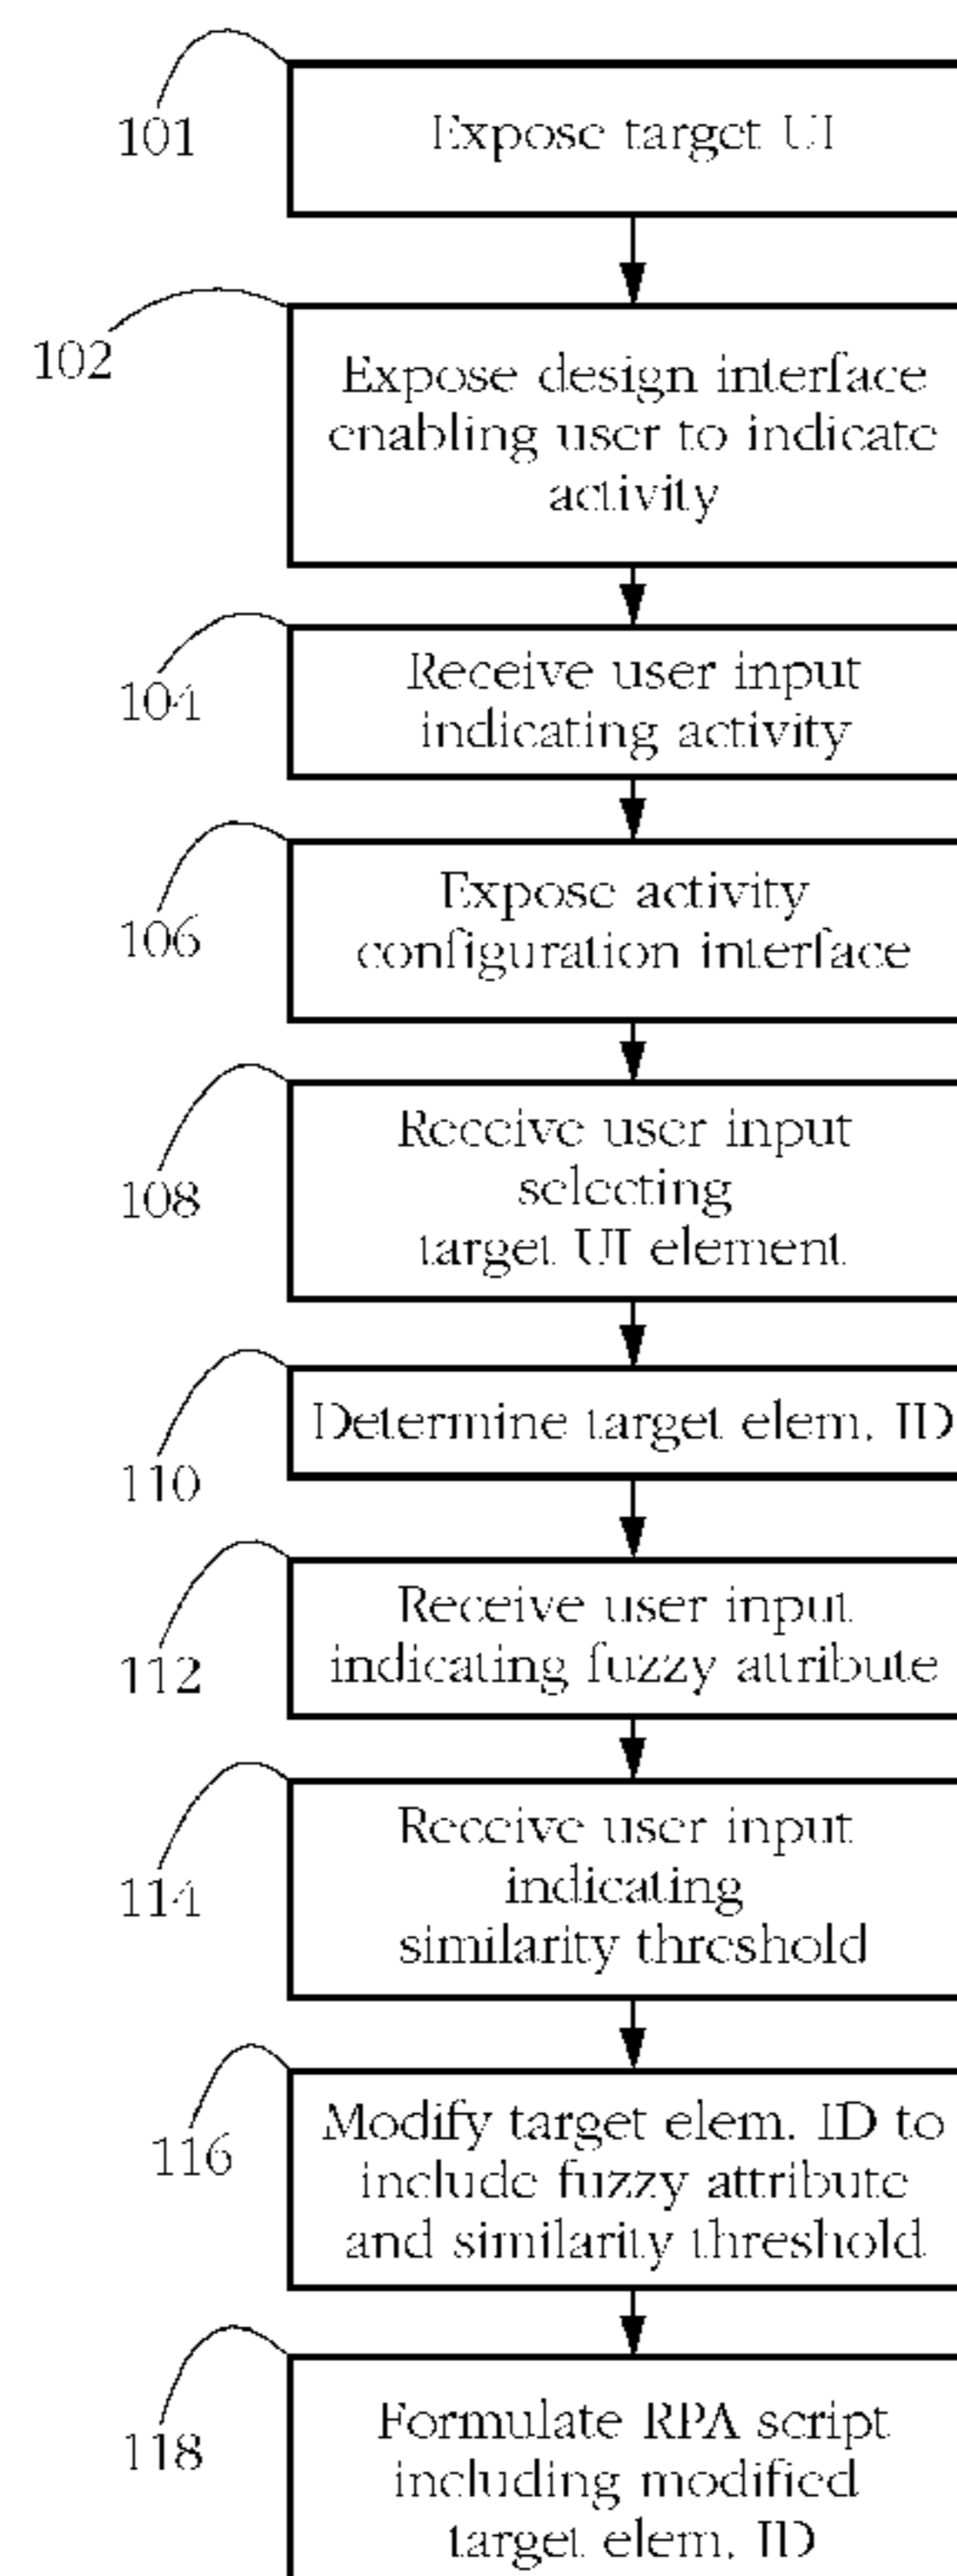 101
Expose target UI
102
Expose design interface
enabling user to indicate
activity
104
Receive user input
indicating activity
106
Expose activity
configuration interface
108
Receive user input
selecting
target UI element
110
Determine target elem. ID
112
Receive user input
indicating fuzzy attribute
114
Receive user input
indicating
similarity threshold
116
Modify target elem. ID to
include fuzzy attribute
and similarity threshold
118
Formulate RPA script
including modified
target elem. ID